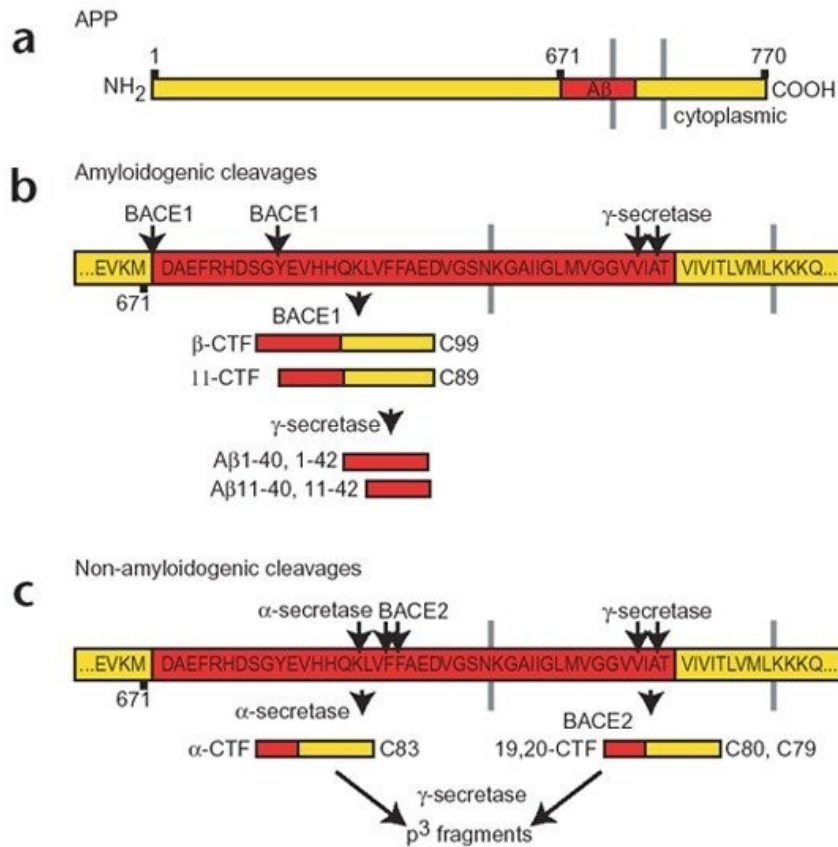 a
APP
1 671 770
NH2 Aβ COOH
cytoplasmic
b
Amyloidogenic cleavages
BACE1 BACE1 γ-secretase
...EVKM DAEFRHDSGYEVHHQKLVFFAEDVGSNKGAIIGLMVGGVVIAT VIVITLVMLKKKQ...
671
BACE1
β-CTF C99
11-CTF C89
γ-secretase
Aβ1-40, 1-42
Aβ11-40, 11-42
c
Non-amyloidogenic cleavages
α-secretase BACE2 γ-secretase
...EVKM DAEFRHDSGYEVHHQKLVFFAEDVGSNKGAIIGLMVGGVVIAT VIVITLVMLKKKQ...
671
α-secretase BACE2
α-CTF C83 19,20-CTF C80, C79
γ-secretase
p3 fragments